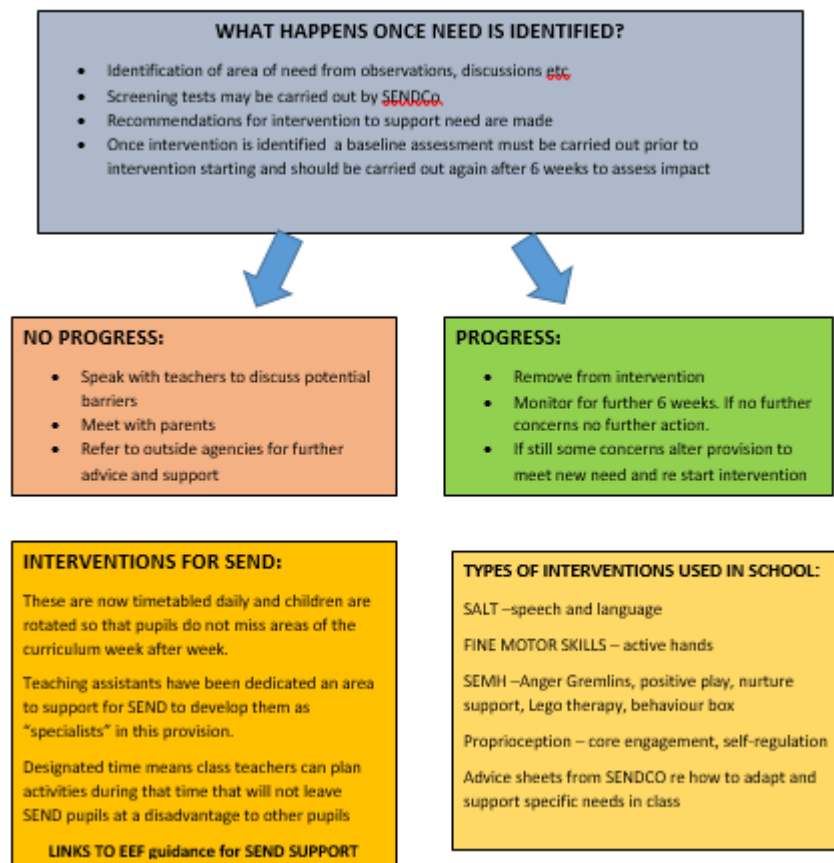 WHAT HAPPENS ONCE NEED IS IDENTIFIED?
• Identification of area of need from observations, discussions etc
• Screening tests may be carried out by SENDCo.
• Recommendations for intervention to support need are made
• Once intervention is identified a baseline assessment must be carried out prior to
intervention starting and should be carried out again after 6 weeks to assess impact
NO PROGRESS:
• Speak with teachers to discuss potential
barriers
• Meet with parents
• Refer to outside agencies for further
advice and support
PROGRESS:
• Remove from intervention
• Monitor for further 6 weeks. If no further
concerns no further action.
• If still some concerns alter provision to
meet new need and re start intervention
INTERVENTIONS FOR SEND:
These are now timetabled daily and children are
rotated so that pupils do not miss areas of the
curriculum week after week.
Teaching assistants have been dedicated an area
to support for SEND to develop them as
“specialists” in this provision.
Designated time means class teachers can plan
activities during that time that will not leave
SEND pupils at a disadvantage to other pupils
LINKS TO EEF guidance for SEND SUPPORT
TYPES OF INTERVENTIONS USED IN SCHOOL:
SALT –speech and language
FINE MOTOR SKILLS – active hands
SEMH –Anger Gremlins, positive play, nurture
support, Lego therapy, behaviour box
Proprioception – core engagement, self-regulation
Advice sheets from SENDCO re how to adapt and
support specific needs in class